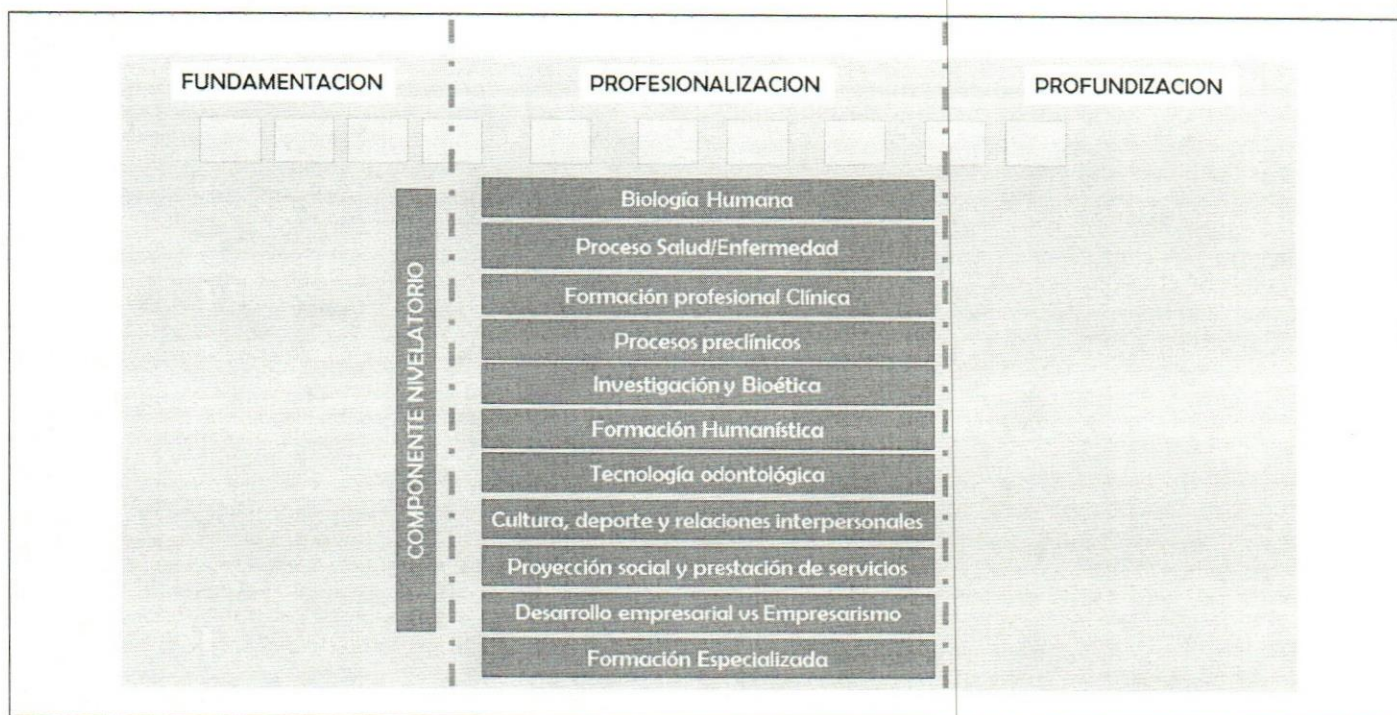 FUNDAMENTACION
PROFESIONALIZACION
PROFUNDIZACION
COMPONENTE NIVELATORIO
Biología Humana
Proceso Salud/Enfermedad
Formación profesional Clínica
Procesos preclínicos
Investigación y Bioética
Formación Humanística
Tecnología odontológica
Cultura, deporte y relaciones interpersonales
Proyección social y prestación de servicios
Desarrollo empresarial vs Empresarismo
Formación Especializada